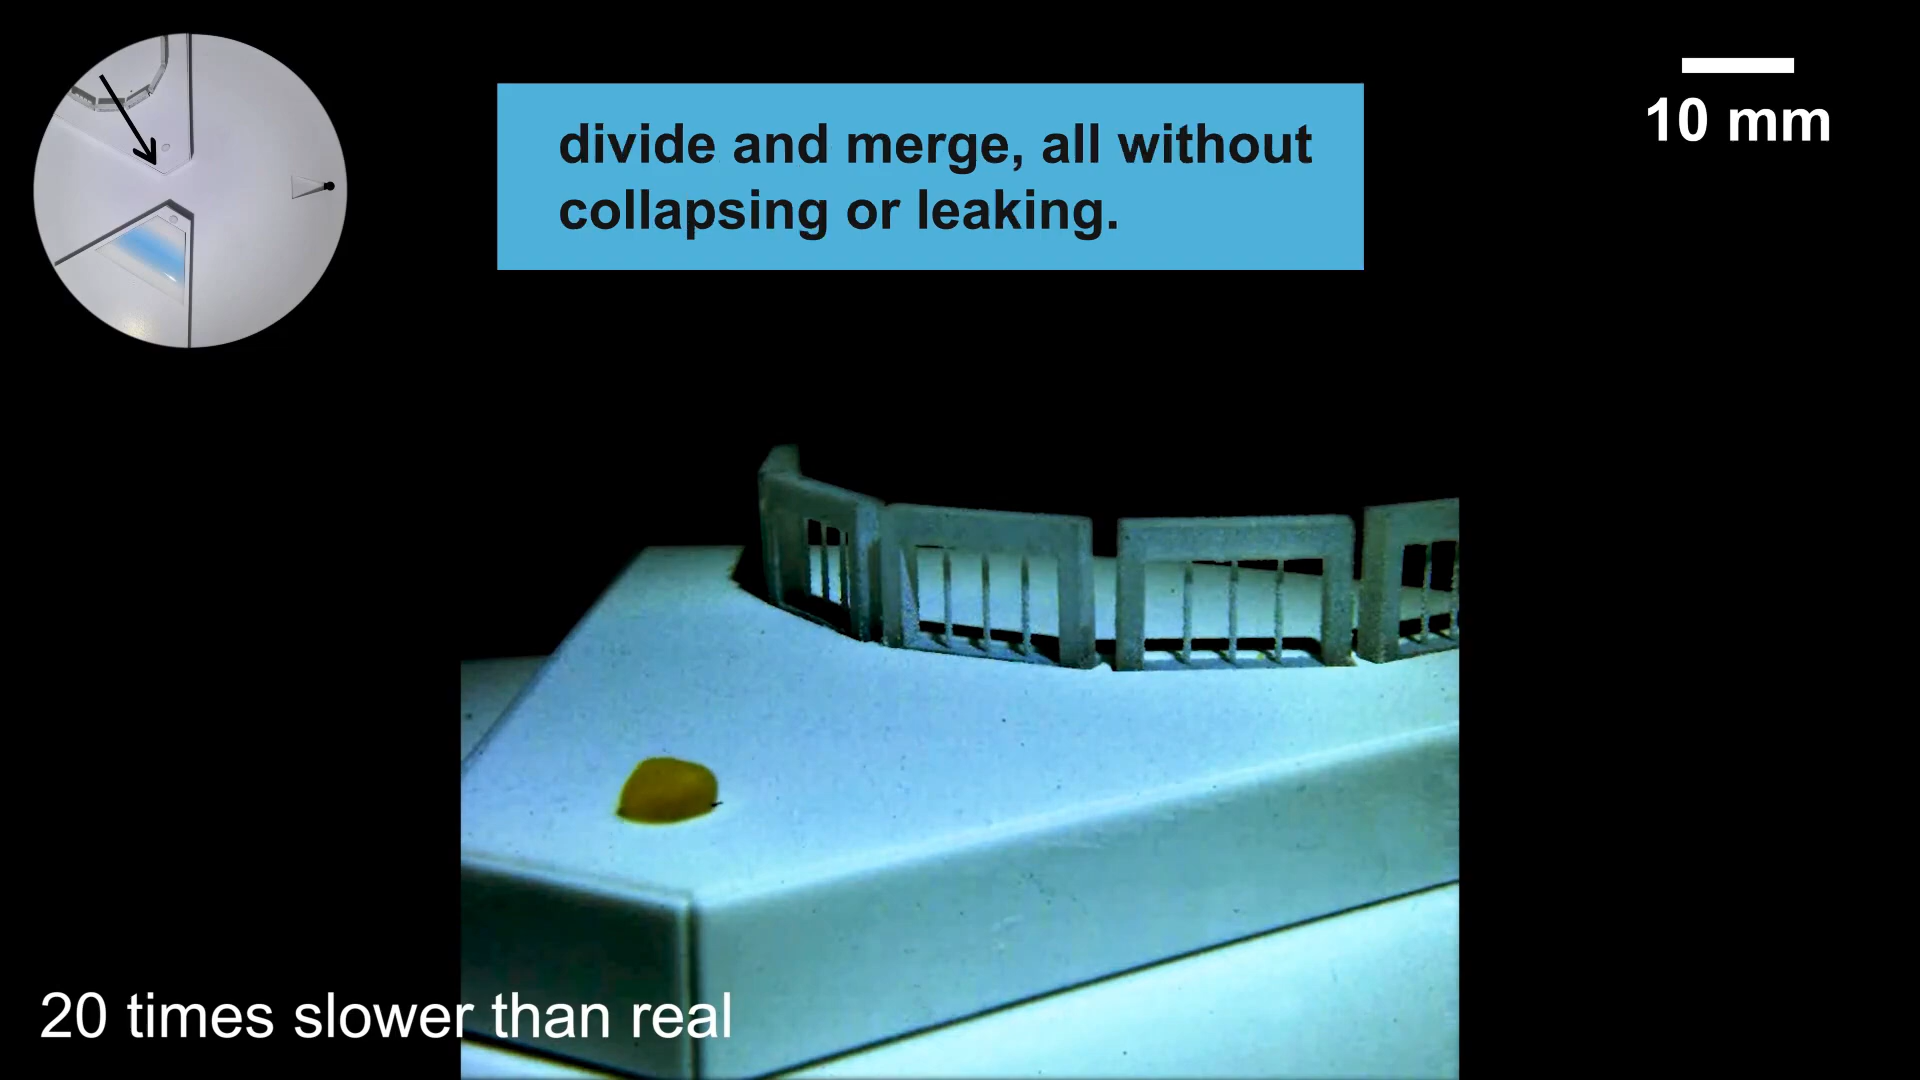 divide and merge, all without
collapsing or leaking.
10 mm
20 times slower than real